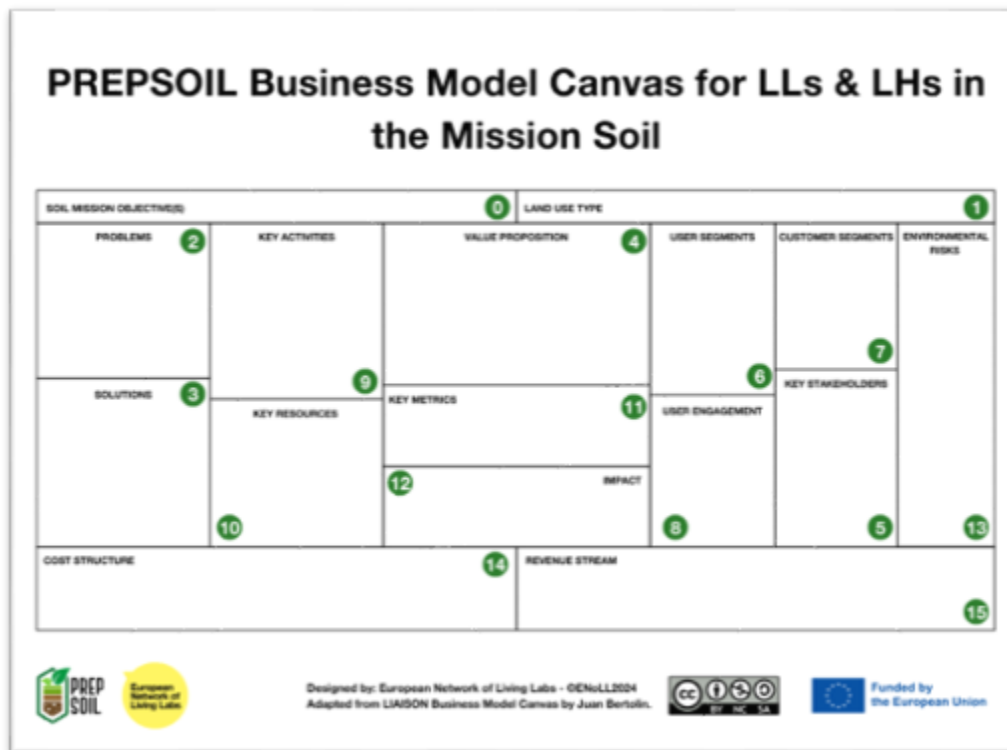 PREPSOIL Business Model Canvas for LLs & LHs in
the Mission Soil
SOIL MISSION OBJECTIVE(S)
0
LAND USE TYPE
1
PROBLEMS
2
KEY ACTIVITIES
9
VALUE PROPOSITION
4
USER SEGMENTS
6
CUSTOMER SEGMENTS
7
ENVIRONMENTAL
RISKS
13
SOLUTIONS
3
KEY RESOURCES
10
KEY METRICS
11
12
IMPACT
USER ENGAGEMENT
8
KEY STAKEHOLDERS
5
COST STRUCTURE
14
REVENUE STREAM
15
PREP
SOIL
European
Network of
Living Labs
Designed by: European Network of Living Labs - ©ENoLL2024
Adapted from LIAISON Business Model Canvas by Juan Bertolin.
cc
BY NC SA
Funded by
the European Union